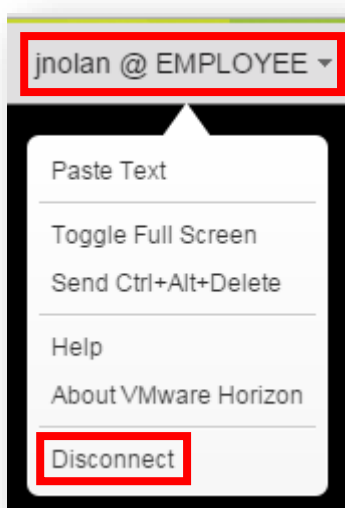 jnolan @ EMPLOYEE
Paste Text
Toggle Full Screen
Send Ctrl+Alt+Delete
Help
About VMware Horizon
Disconnect